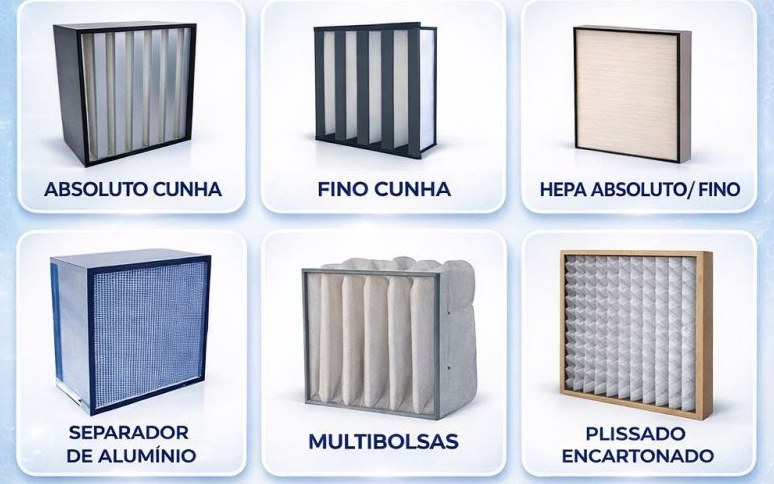 ABSOLUTO CUNHA
FINO CUNHA
HEPA ABSOLUTO/ FINO
SEPARADOR
DE ALUMÍNIO
MULTIBOLSAS
PLISSADO
ENCARTONADO